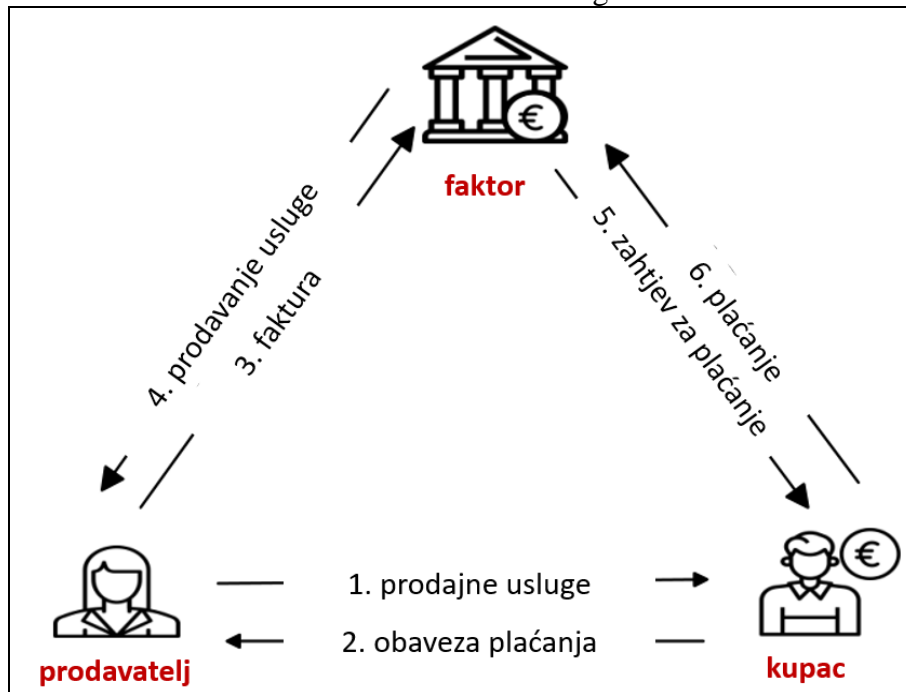 faktor
4. prodavanje usluge
3. faktura
5. zahtjev za plaćanje
6. plaćanje
1. prodajne usluge
2. obaveza plaćanja
prodavatelj
kupac
€
€